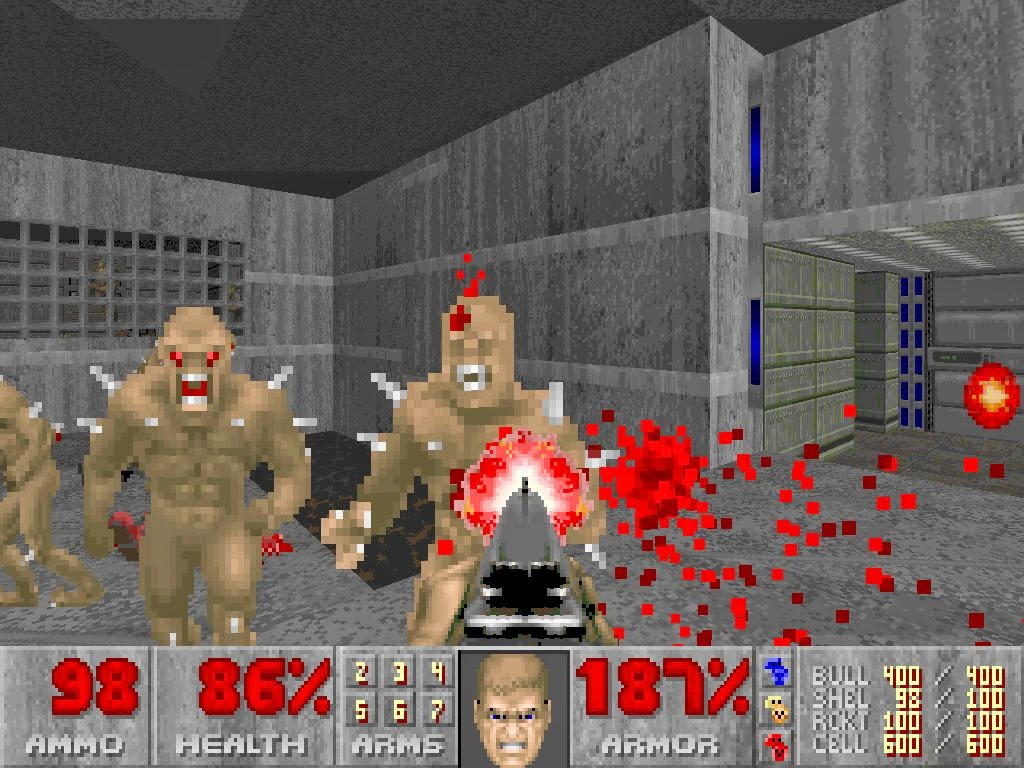 98 86% 2 3 4 187% BULL 400 / 400
SHEL 98 / 100
5 6 7 RCKT 100 / 100
AMMO HEALTH ARMS ARMOR CELL 600 / 600